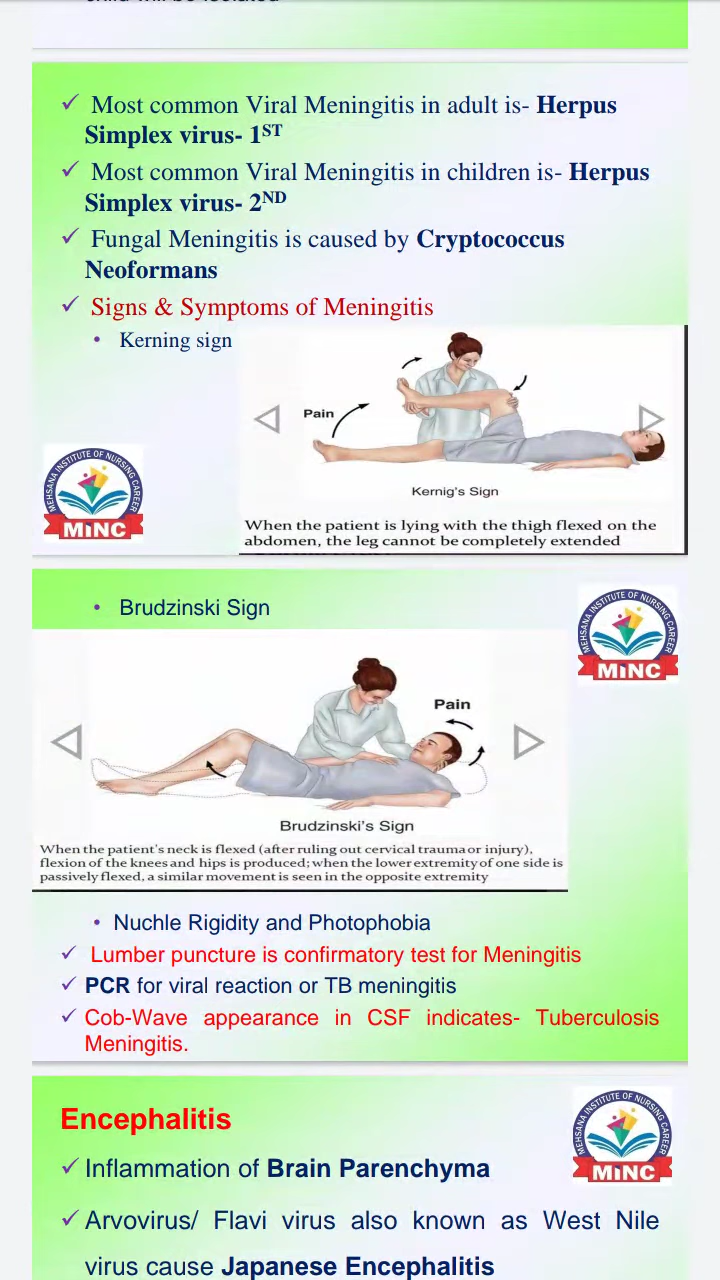 ✓ Most common Viral Meningitis in adult is- Herpus
Simplex virus- 1ST
✓ Most common Viral Meningitis in children is- Herpus
Simplex virus- 2ND
✓ Fungal Meningitis is caused by Cryptococcus
Neoformans
✓ Signs & Symptoms of Meningitis
• Kerning sign
Pain
Kernig's Sign
When the patient is lying with the thigh flexed on the
abdomen, the leg cannot be completely extended
MEHSANA INSTITUTE OF NURSING CAREER
MiNC
• Brudzinski Sign
MEHSANA INSTITUTE OF NURSING CAREER
MiNC
Pain
Brudzinski's Sign
When the patient's neck is flexed (after ruling out cervical trauma or injury),
flexion of the knees and hips is produced; when the lower extremity of one side is
passively flexed, a similar movement is seen in the opposite extremity
• Nuchle Rigidity and Photophobia
✓ Lumber puncture is confirmatory test for Meningitis
✓ PCR for viral reaction or TB meningitis
✓ Cob-Wave appearance in CSF indicates- Tuberculosis
Meningitis.
Encephalitis
MEHSANA INSTITUTE OF NURSING CAREER
MiNC
✓ Inflammation of Brain Parenchyma
✓ Arvovirus/ Flavi virus also known as West Nile
virus cause Japanese Encephalitis